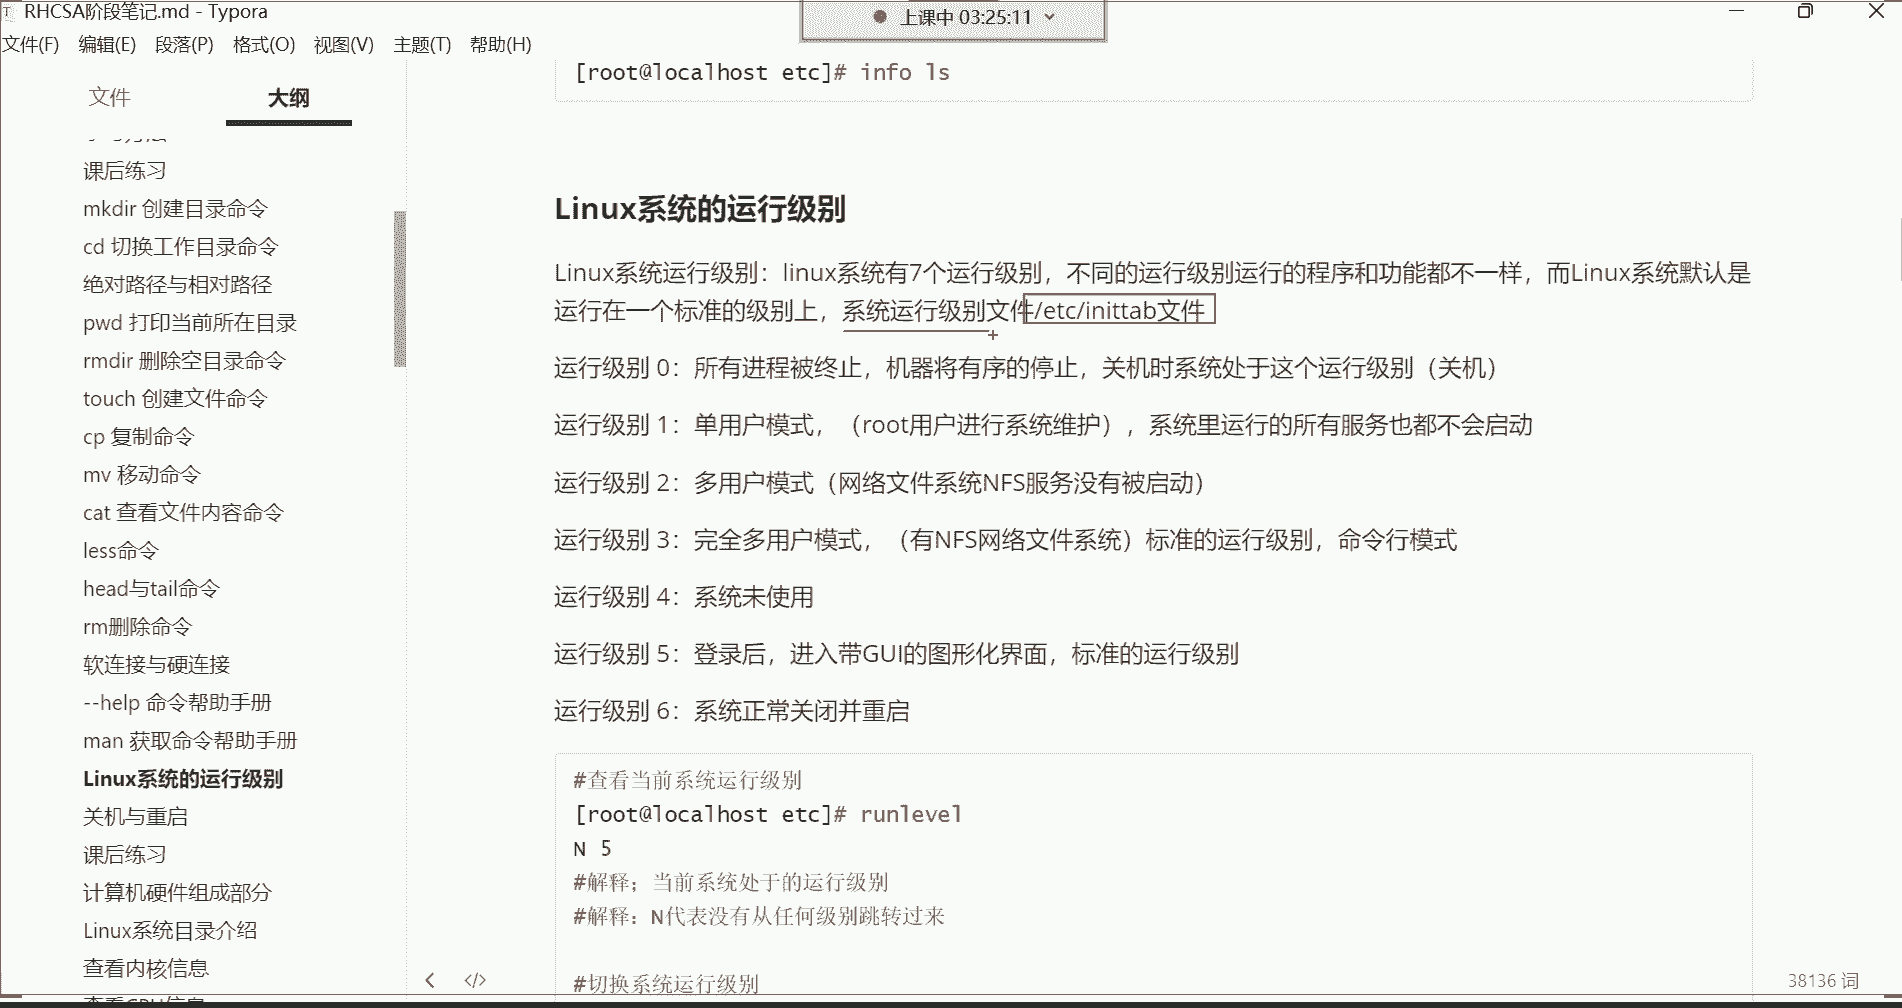 RHCSA阶段笔记.md - Typora
上课中 03:25:11
文件(F) 编辑(E) 段落(P) 格式(O) 视图(V) 主题(T) 帮助(H)
文件 大纲
课后练习
mkdir 创建目录命令
cd 切换工作目录命令
绝对路径与相对路径
pwd 打印当前所在目录
rmdir 删除空目录命令
touch 创建文件命令
cp 复制命令
mv 移动命令
cat 查看文件内容命令
less命令
head与tail命令
rm删除命令
软连接与硬连接
--help 命令帮助手册
man 获取命令帮助手册
Linux系统的运行级别
关机与重启
课后练习
计算机硬件组成部分
Linux系统目录介绍
查看内核信息
[root@localhost etc]# info ls
Linux系统的运行级别
Linux系统运行级别：linux系统有7个运行级别，不同的运行级别运行的程序和功能都不一样，而Linux系统默认是
运行在一个标准的级别上，系统运行级别文件/etc/inittab文件
运行级别 0：所有进程被终止，机器将有序的停止，关机时系统处于这个运行级别（关机）
运行级别 1：单用户模式，（root用户进行系统维护），系统里运行的所有服务也都不会启动
运行级别 2：多用户模式（网络文件系统NFS服务没有被启动）
运行级别 3：完全多用户模式，（有NFS网络文件系统）标准的运行级别，命令行模式
运行级别 4：系统未使用
运行级别 5：登录后，进入带GUI的图形化界面，标准的运行级别
运行级别 6：系统正常关闭并重启
#查看当前系统运行级别
[root@localhost etc]# runlevel
N 5
#解释；当前系统处于的运行级别
#解释：N代表没有从任何级别跳转过来
#切换系统运行级别
38136 词